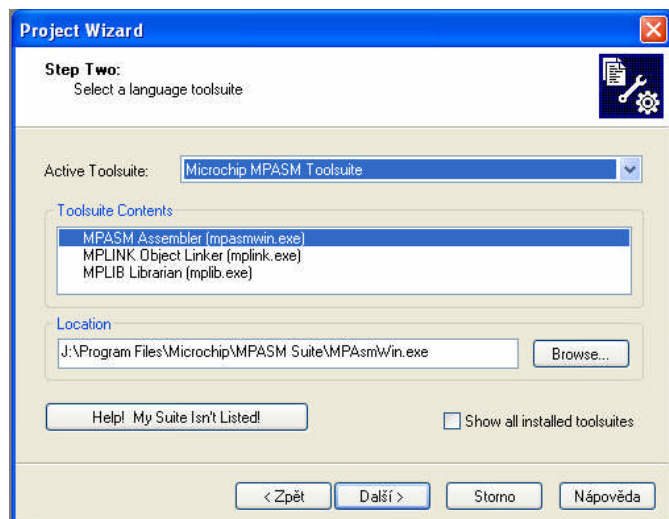 Project Wizard
Step Two:
Select a language toolsuite
Active Toolsuite: Microchip MPASM Toolsuite
Toolsuite Contents
MPASM Assembler (mpasmwin.exe)
MPLINK Object Linker (mplink.exe)
MPLIB Librarian (mplib.exe)
Location
J:\Program Files\Microchip\MPASM Suite\MPAsmWin.exe Browse...
Help! My Suite Isn't Listed! Show all installed toolsuites
< Zpět Další > Storno Nápověda